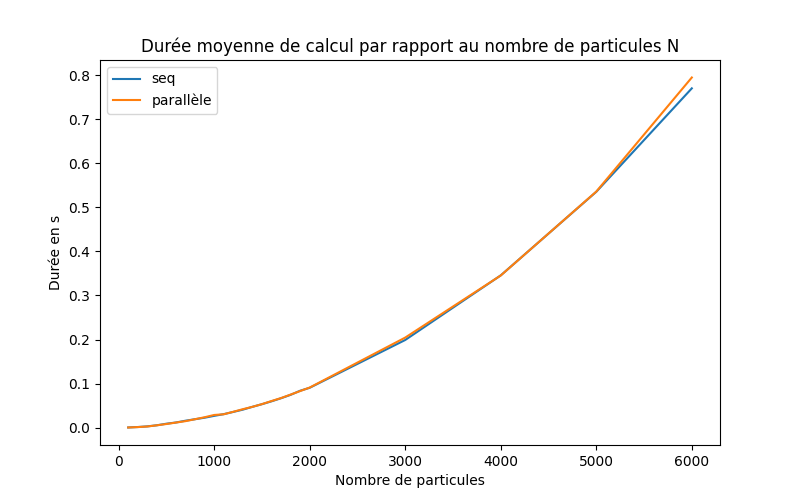 Durée moyenne de calcul par rapport au nombre de particules N
seq
parallèle
0.8
0.7
0.6
0.5
0.4
0.3
0.2
0.1
0.0
Durée en s
0 1000 2000 3000 4000 5000 6000
Nombre de particules